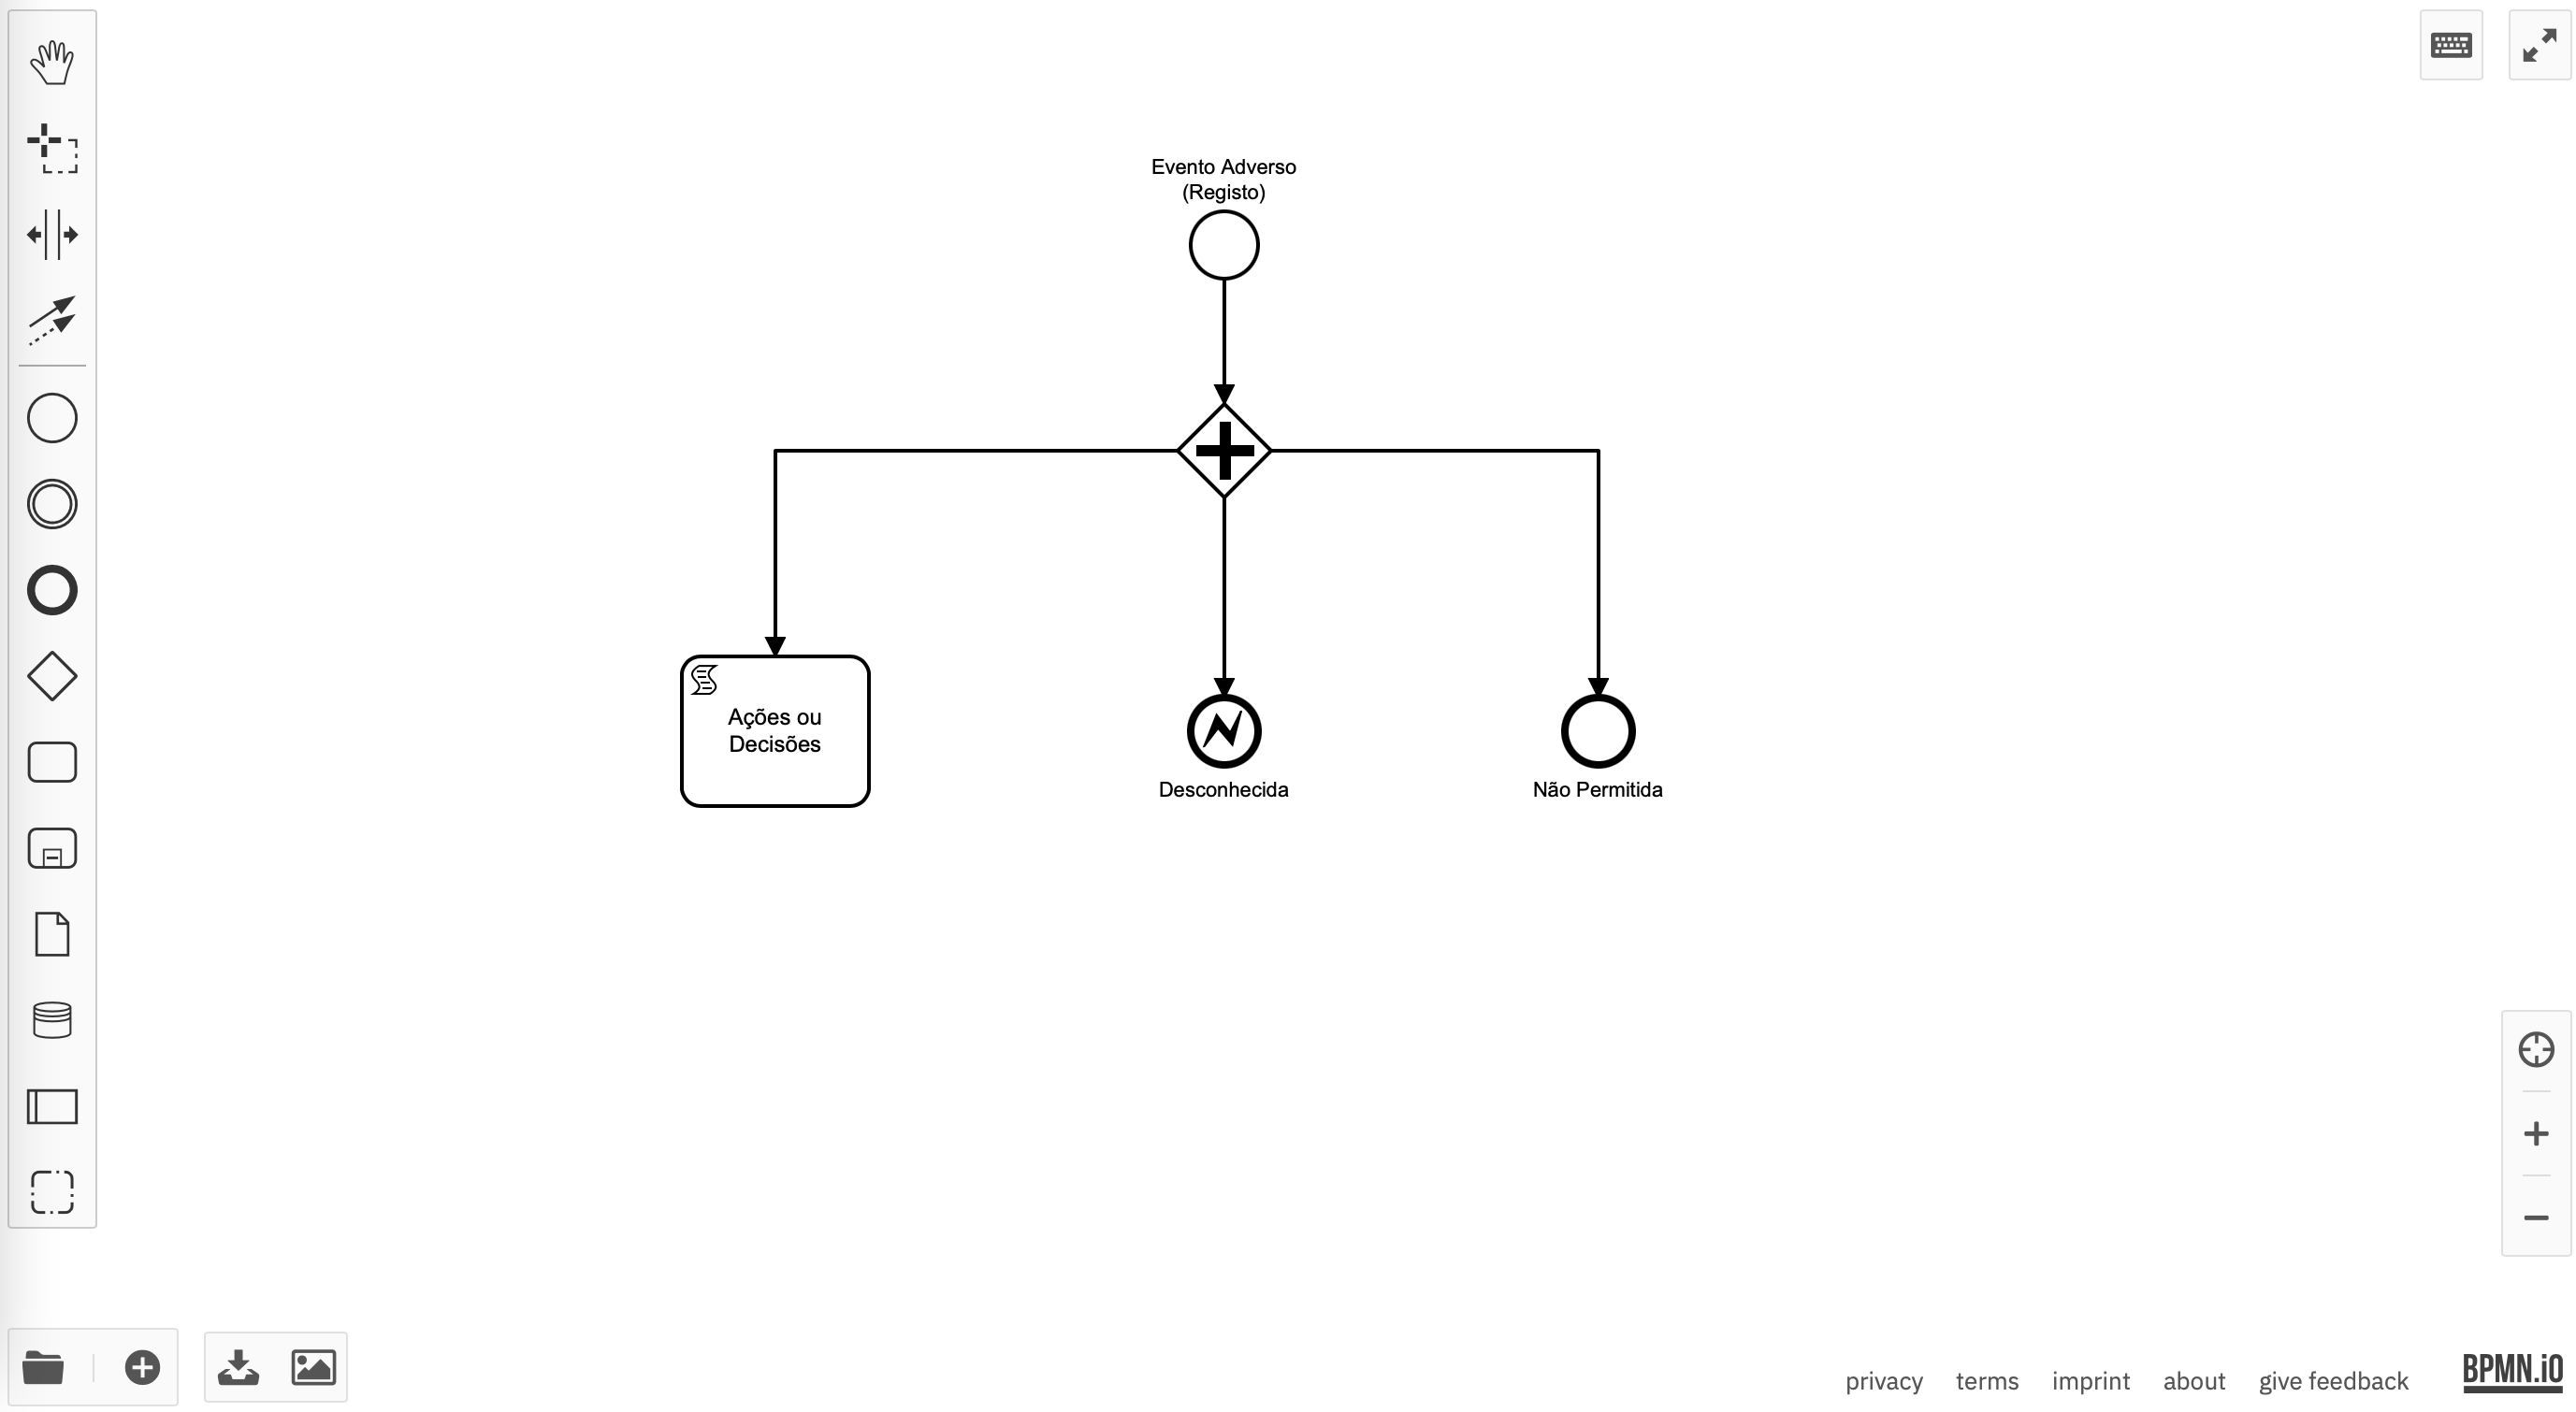 Evento Adverso
(Registo)
Ações ou
Decisões
Desconhecida
Não Permitida
privacy terms imprint about give feedback
BPMN.iO